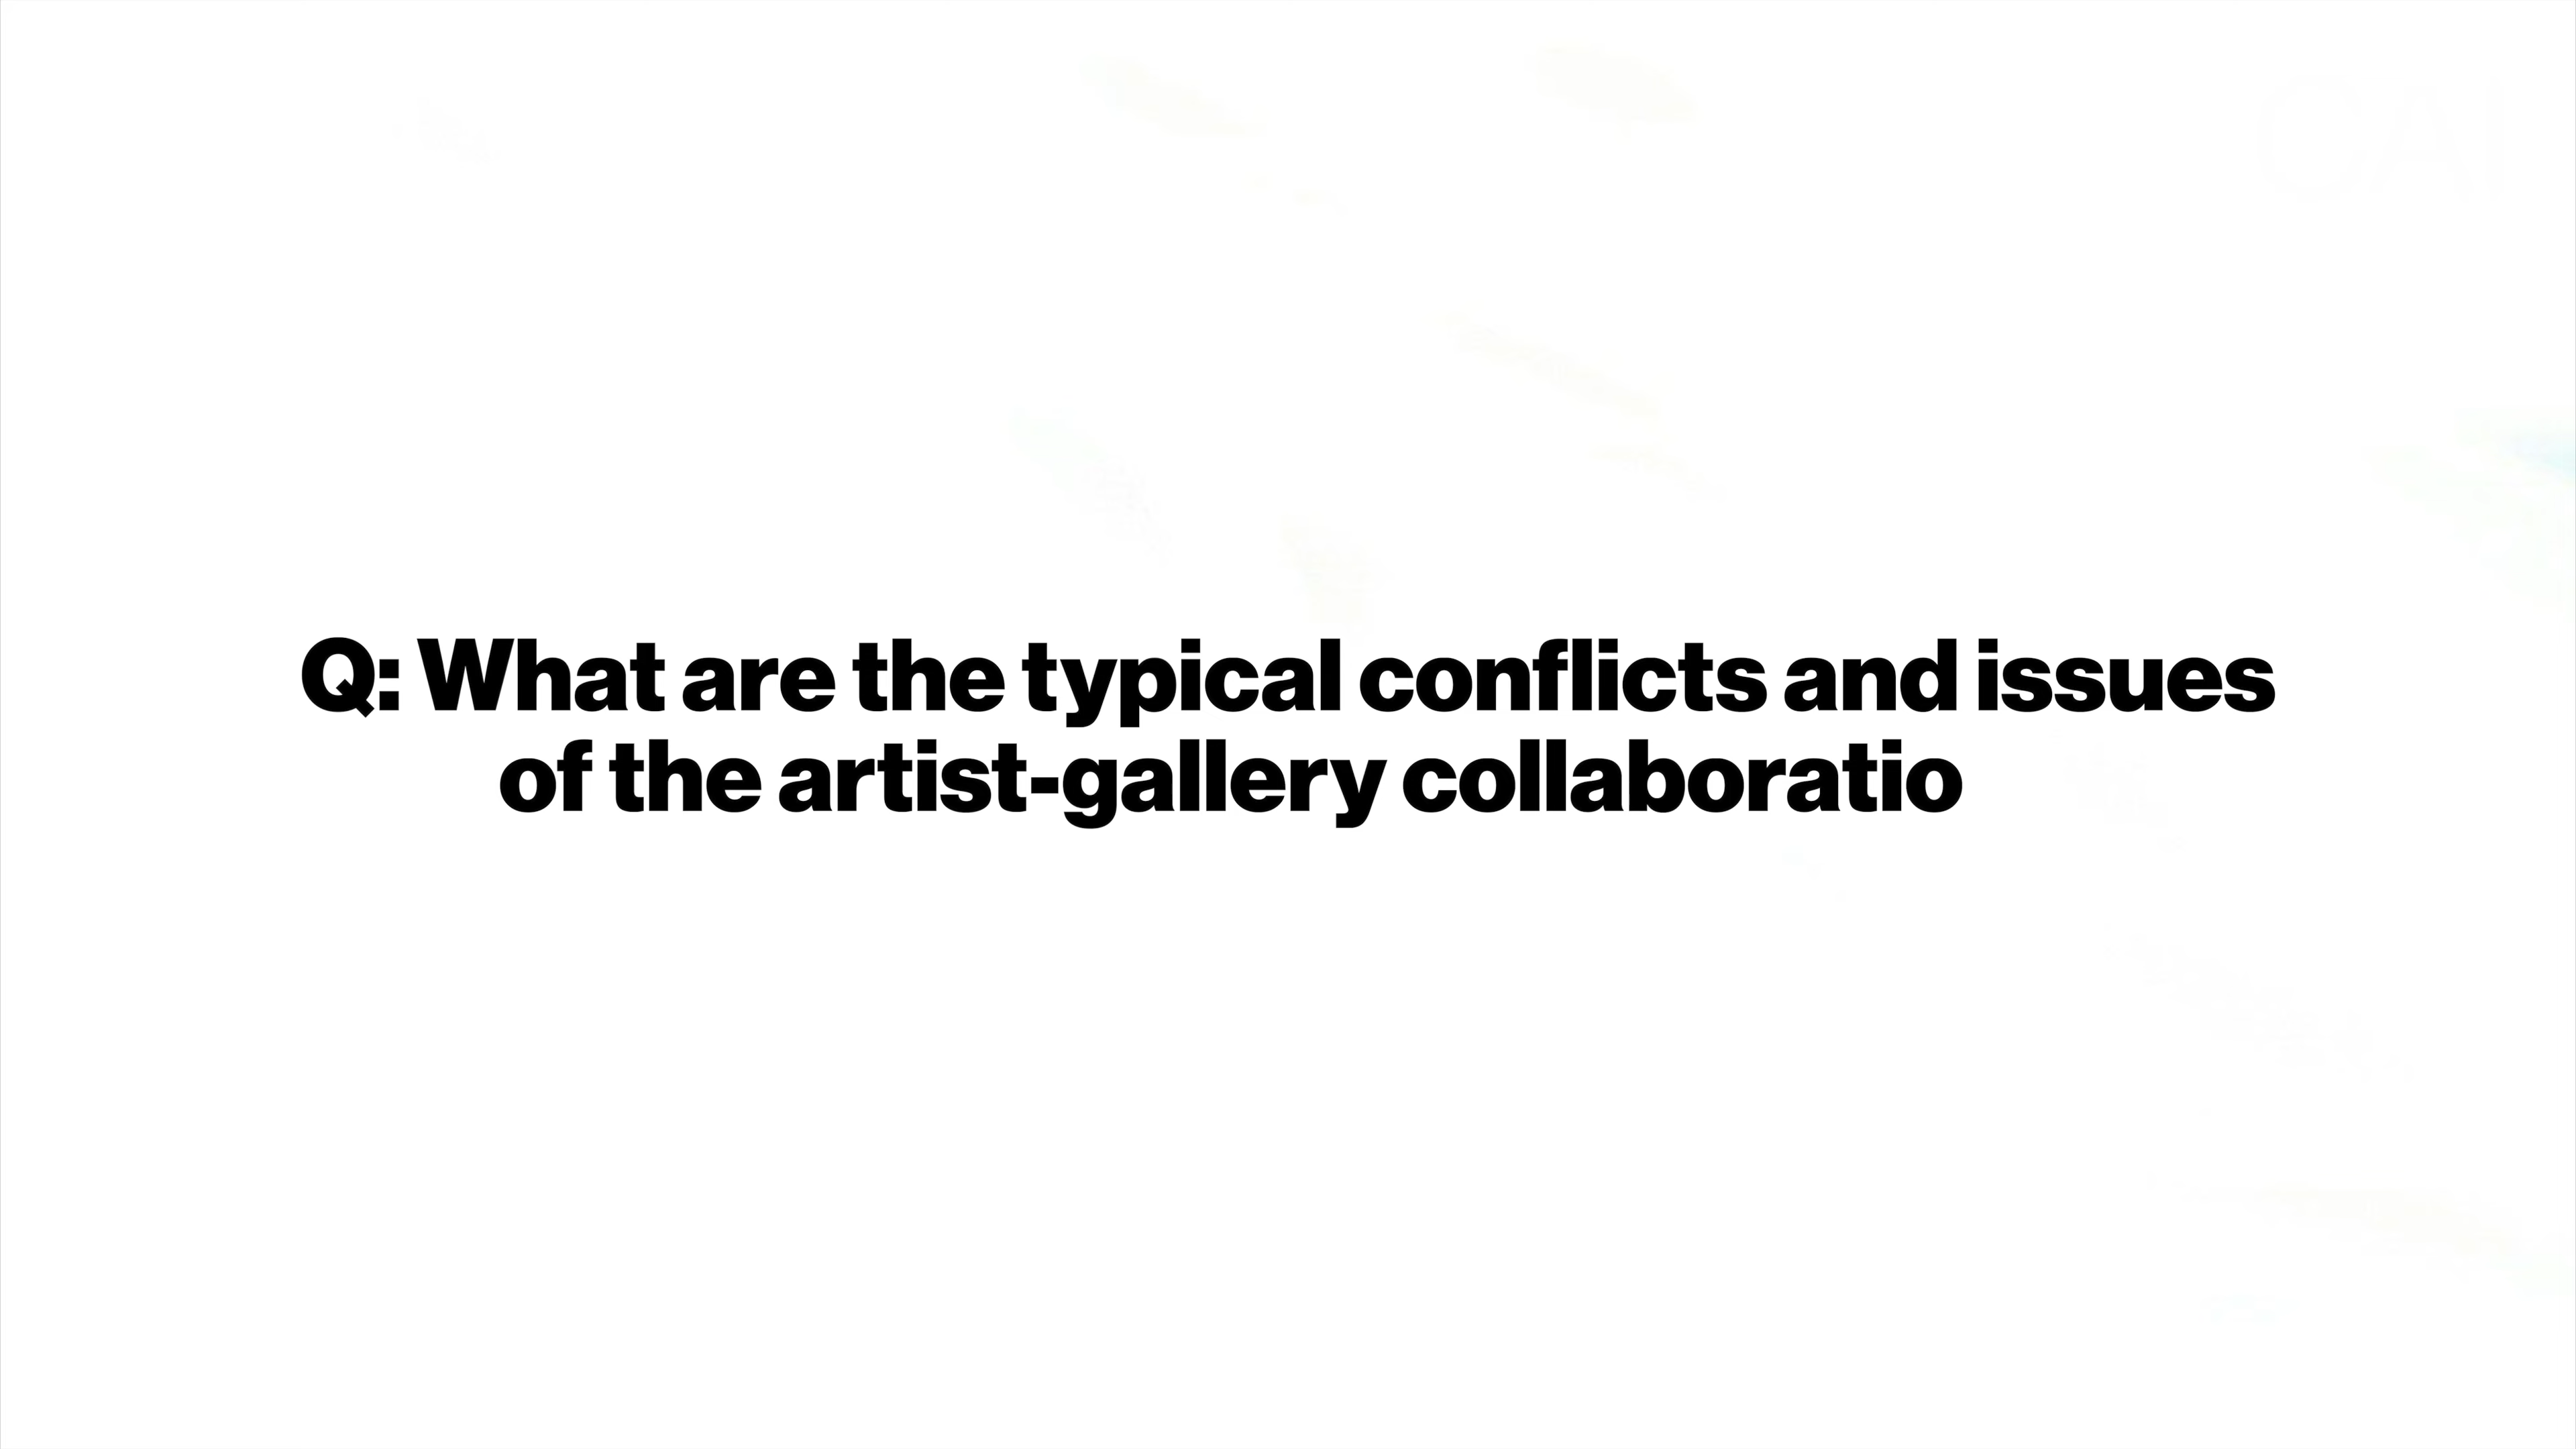 Q: What are the typical conflicts and issues
of the artist-gallery collaboratio